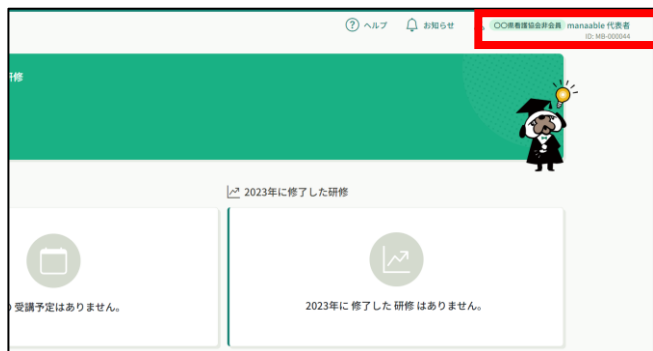 ヘルプ
お知らせ
〇〇県看護協会非会員 manaable 代表者
ID: MB-000044
研修
2023年に修了した研修
受講予定はありません。
2023年に 修了した 研修 はありません。